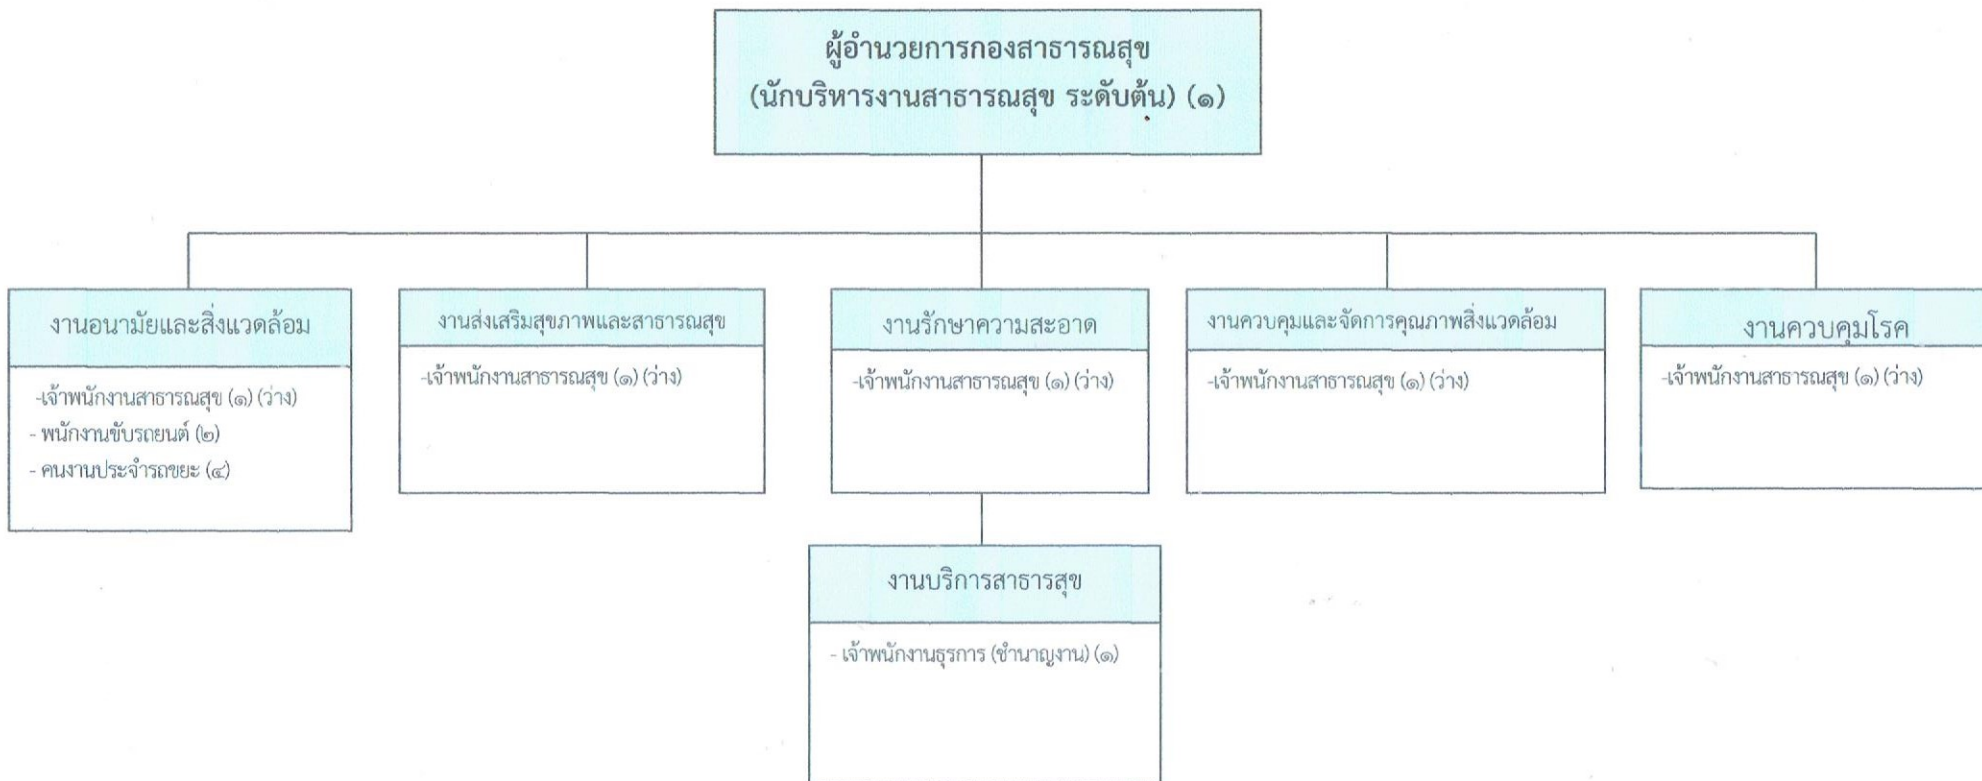 ผู้อำนวยการกองสาธารณสุข
(นักบริหารงานสาธารณสุข ระดับต้น) (๑)
งานอนามัยและสิ่งแวดล้อม
-เจ้าพนักงานสาธารณสุข (๑) (ว่าง)
- พนักงานขับรถยนต์ (๒)
- คนงานประจำรถขยะ (๔)
งานส่งเสริมสุขภาพและสาธารณสุข
-เจ้าพนักงานสาธารณสุข (๑) (ว่าง)
งานรักษาความสะอาด
-เจ้าพนักงานสาธารณสุข (๑) (ว่าง)
งานควบคุมและจัดการคุณภาพสิ่งแวดล้อม
-เจ้าพนักงานสาธารณสุข (๑) (ว่าง)
งานควบคุมโรค
-เจ้าพนักงานสาธารณสุข (๑) (ว่าง)
งานบริการสาธารสุข
- เจ้าพนักงานธุรการ (ชำนาญงาน) (๑)